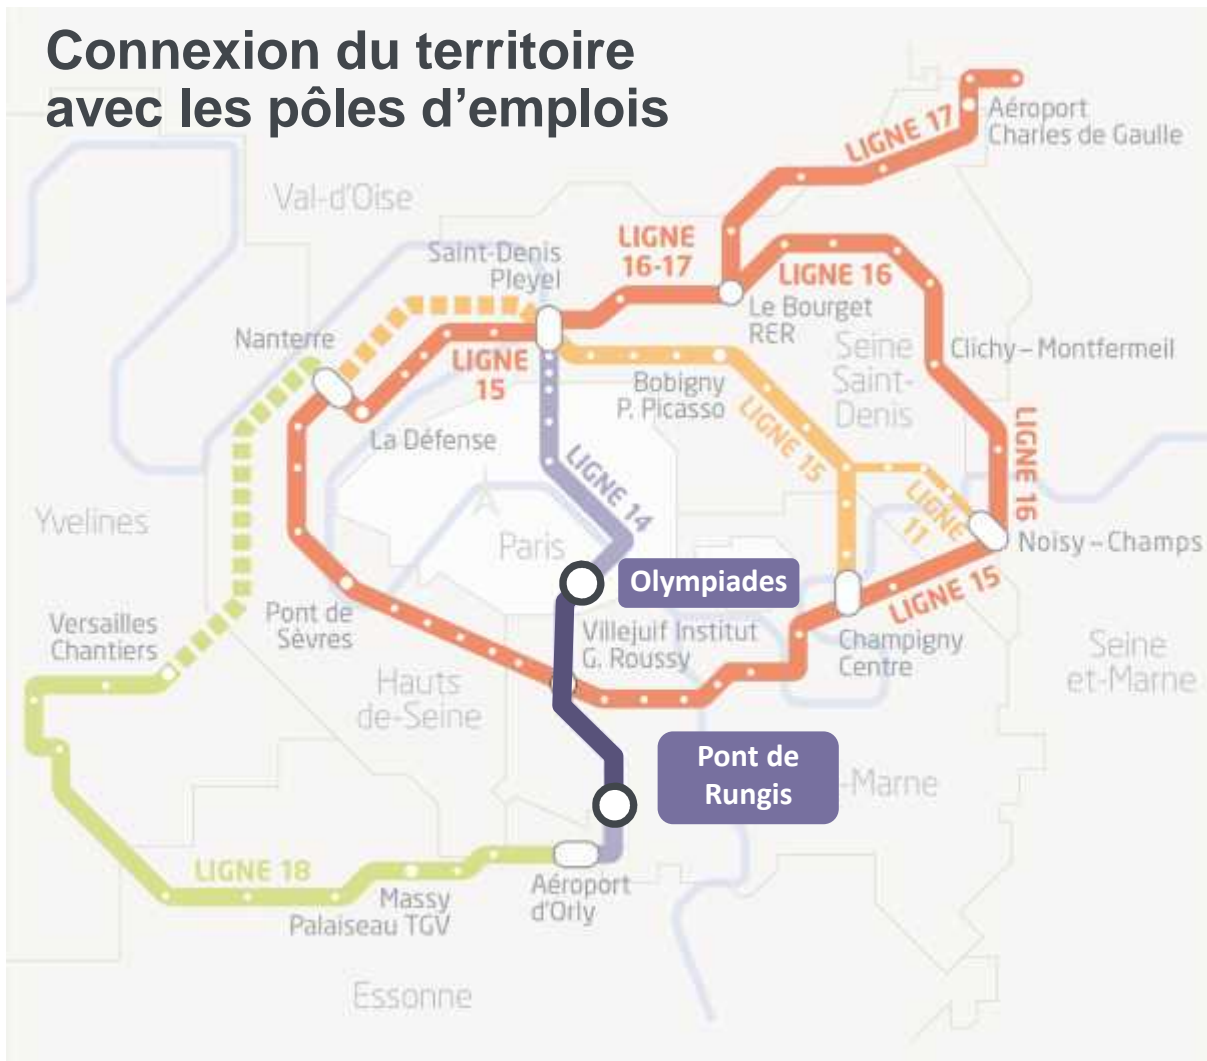 Connexion du territoire
avec les pôles d'emplois
Aéroport
Charles de Gaulle
LIGNE 17
Val-d'Oise
Saint-Denis
Pleyel
LIGNE
16-17
LIGNE 16
Le Bourget
RER
Nanterre
LIGNE
15
Seine
Saint-
Denis
Clichy – Montfermeil
Bobigny
P. Picasso
La Défense
LIGNE 15
LIGNE 16
LIGNE 14
LIGNE
11
Yvelines
Paris
Noisy – Champs
Olympiades
LIGNE 15
Pont de
Sèvres
Versailles
Chantiers
Villejuif Institut
G. Roussy
Champigny
Centre
Seine
et-Marne
Hauts
de-Seine
Pont de
Rungis
-Marne
LIGNE 18
Massy
Palaiseau TGV
Aéroport
d'Orly
Essonne